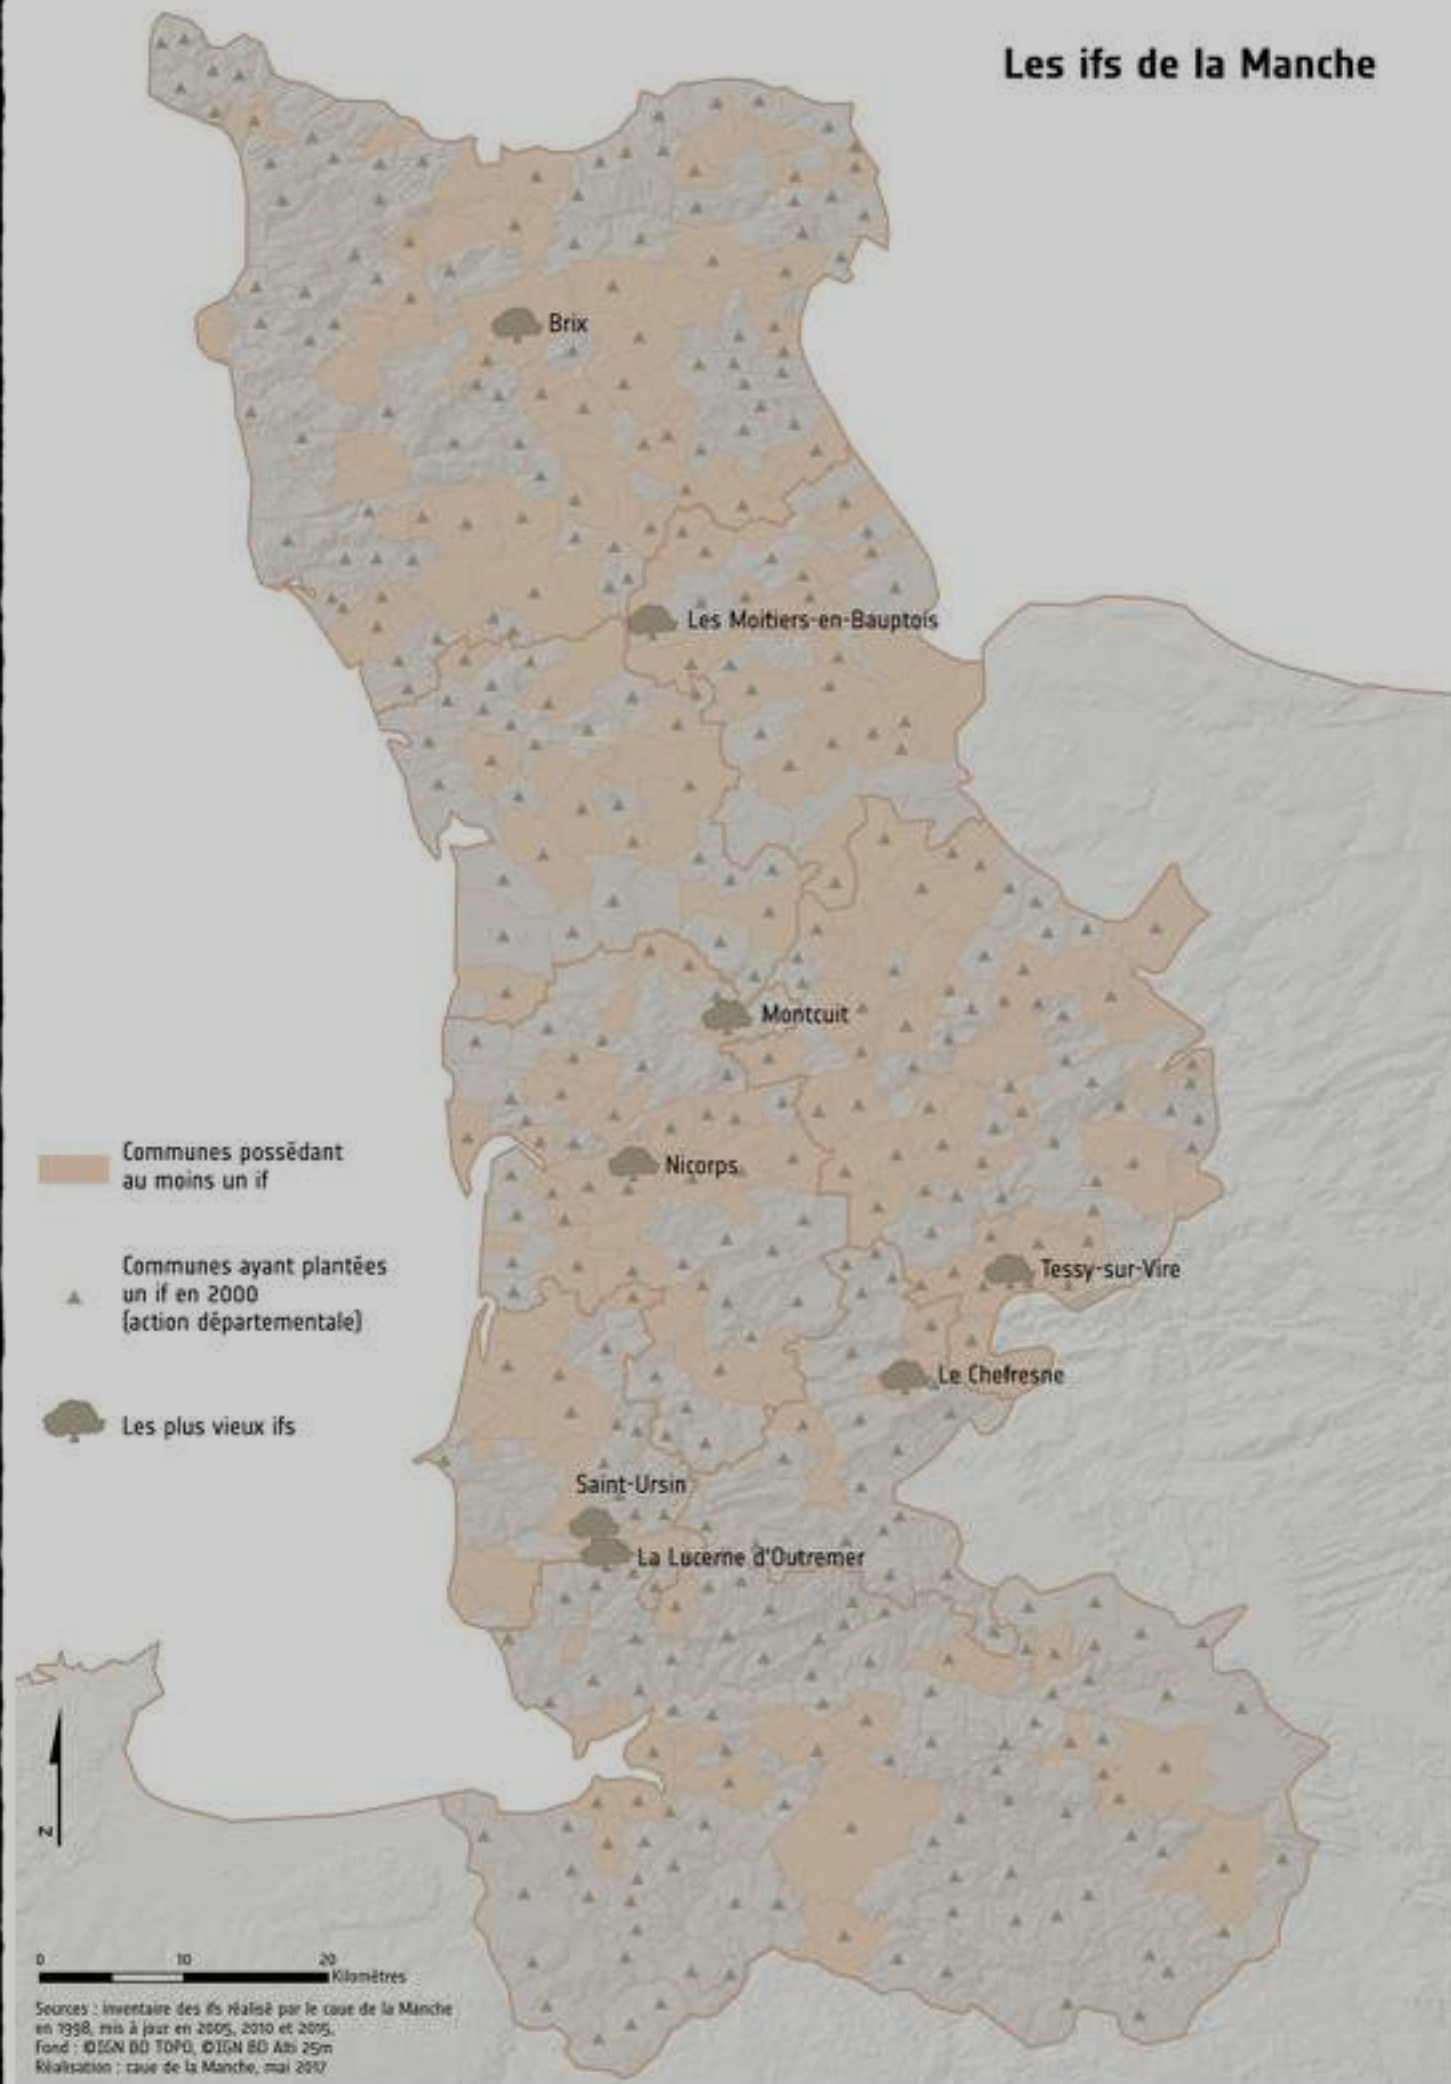 Les ifs de la Manche
Brix
Les Moitiers-en-Bauptois
Montcuit
Communes possédant
au moins un if
Niçorps
Communes ayant plantées
un if en 2000
(action départementale)
Tessy-sur-Vire
Le Chefresne
Les plus vieux ifs
Saint-Ursin
La Lucerne d'Outremer
N
0 10 20
Kilomètres
Sources : inventaire des ifs réalisé par le caue de la Manche
en 1998, mis à jour en 2005, 2010 et 2015.
Fond : ©IGN BD TOPO, ©IGN BD Alti 25m
Réalisation : caue de la Manche, mai 2017